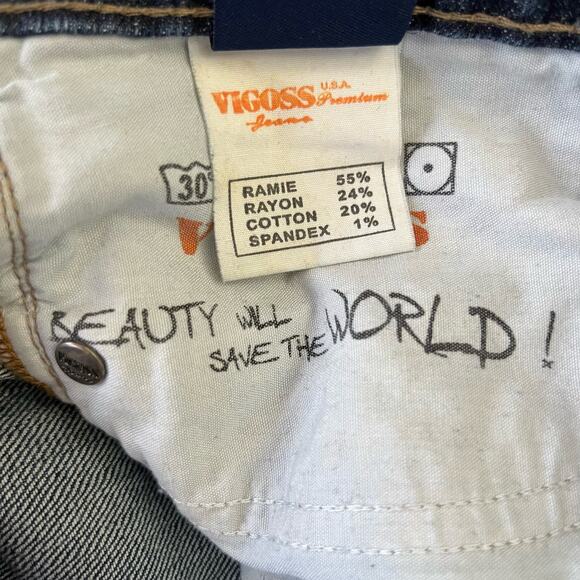 VIGOSS U.S.A. Premium
Jeans
30°
RAMIE 55%
RAYON 24%
COTTON 20%
SPANDEX 1%
BEAUTY WILL
SAVE THE WORLD!